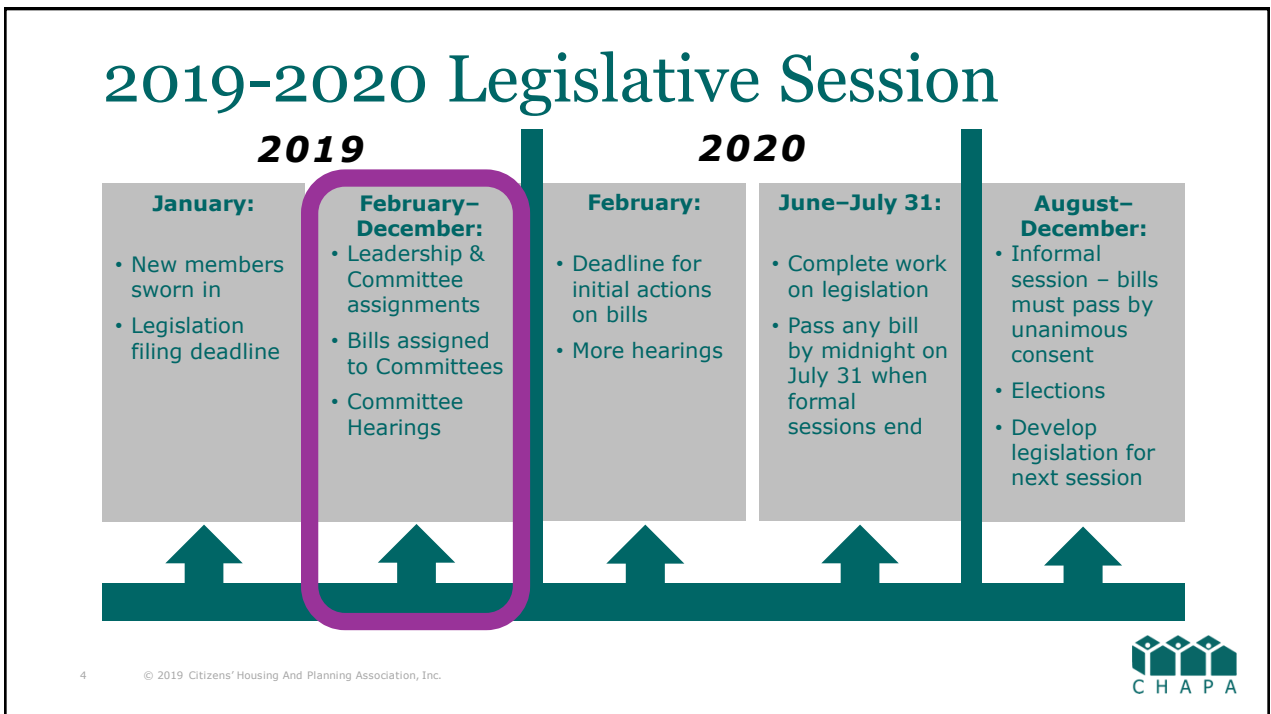 2019-2020 Legislative Session
2019
2020
January:
• New members
sworn in
• Legislation
filing deadline
February–
December:
• Leadership &
Committee
assignments
• Bills assigned
to Committees
• Committee
Hearings
February:
• Deadline for
initial actions
on bills
• More hearings
June–July 31:
• Complete work
on legislation
• Pass any bill
by midnight on
July 31 when
formal
sessions end
August–
December:
• Informal
session – bills
must pass by
unanimous
consent
• Elections
• Develop
legislation for
next session
4
© 2019 Citizens’ Housing And Planning Association, Inc.
CHAPA